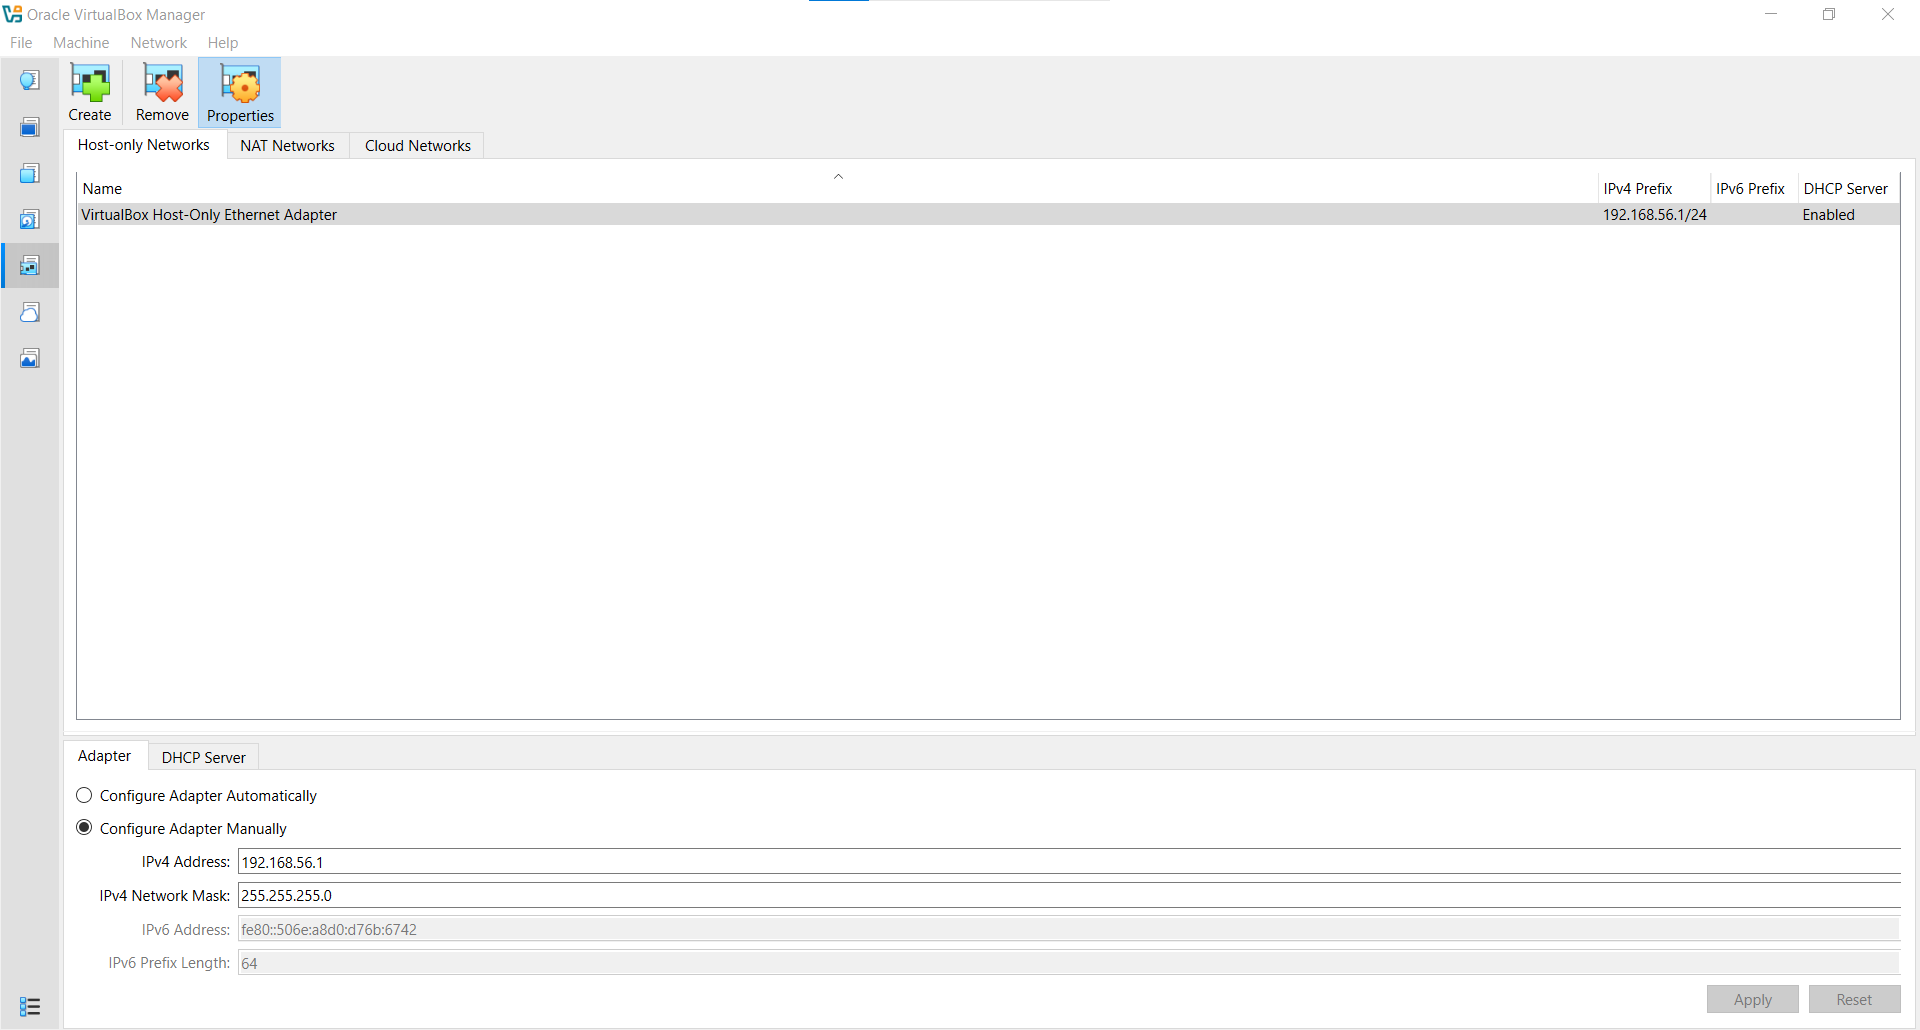 Oracle VirtualBox Manager
File Machine Network Help
Create Remove Properties
Host-only Networks NAT Networks Cloud Networks
Name IPv4 Prefix IPv6 Prefix DHCP Server
VirtualBox Host-Only Ethernet Adapter 192.168.56.1/24 Enabled
Adapter DHCP Server
Configure Adapter Automatically
Configure Adapter Manually
IPv4 Address: 192.168.56.1
IPv4 Network Mask: 255.255.255.0
IPv6 Address: fe80::506e:a8d0:d76b:6742
IPv6 Prefix Length: 64
Apply Reset